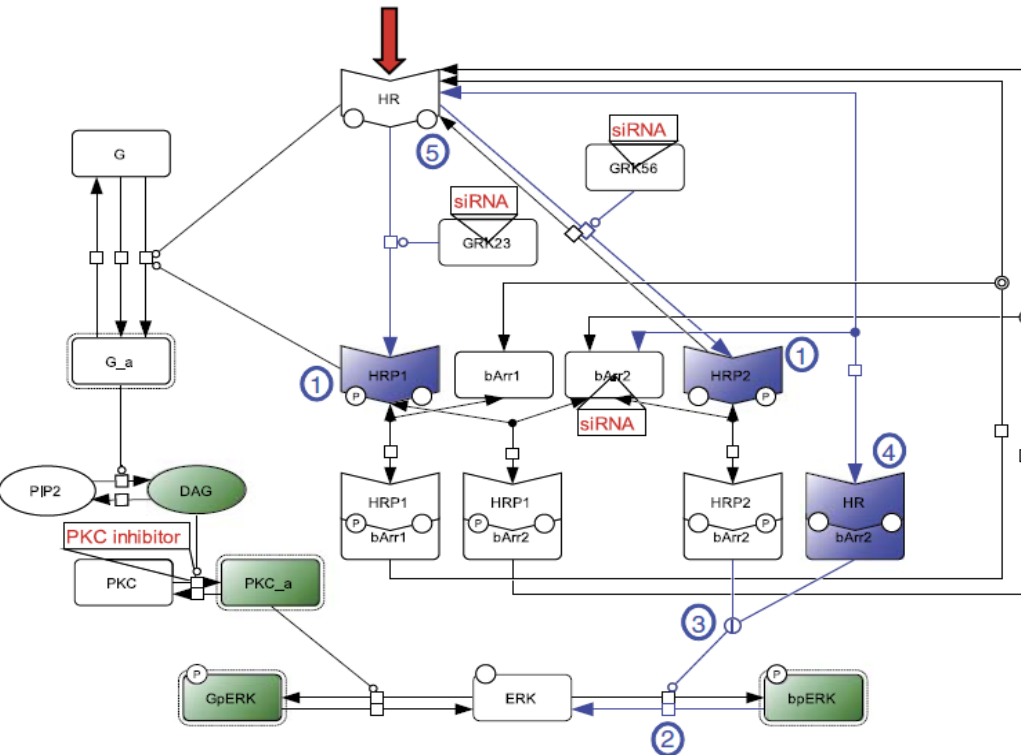 HR
siRNA
G
5
GRK56
siRNA
GRK23
G_a
1
HRP1
bArr1
bArr2
HRP2
1
P
P
siRNA
4
PIP2
DAG
HRP1
HRP1
HRP2
HR
P
P
P
PKC inhibitor
bArr1
bArr2
bArr2
bArr2
PKC
PKC_a
3
P
P
GpERK
ERK
bpERK
2